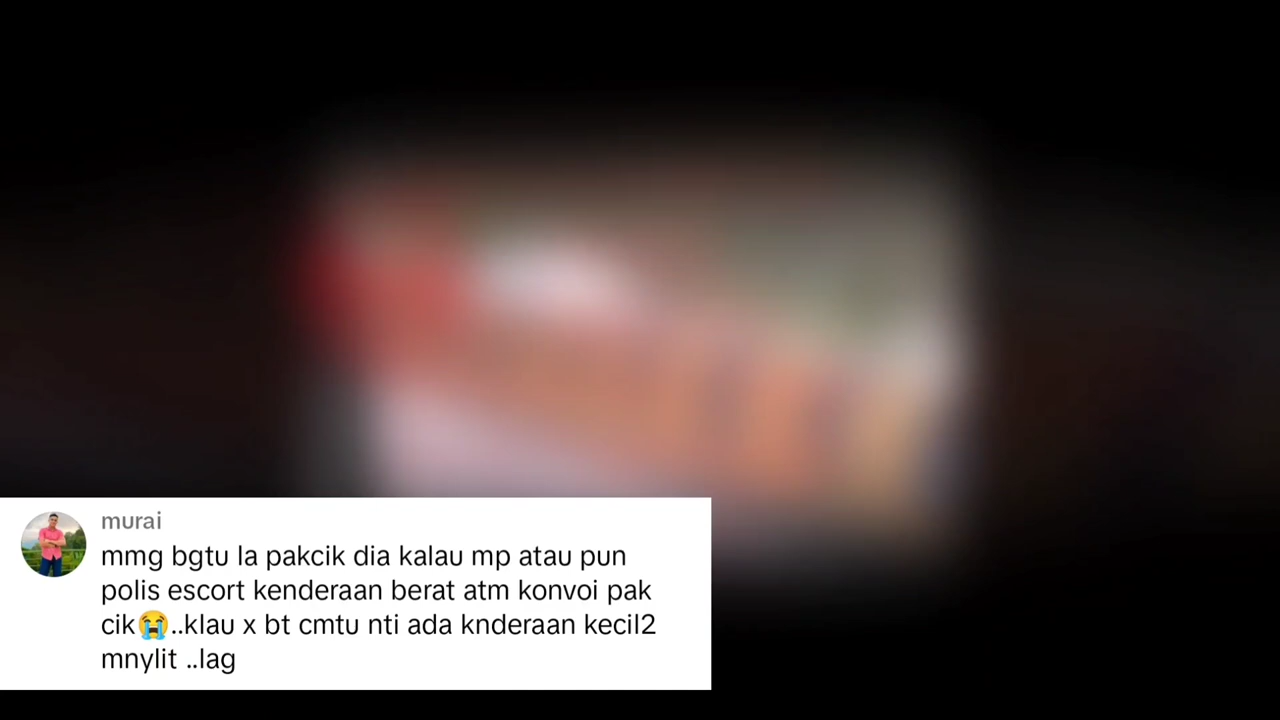 murai
mmg bgtu la pakcik dia kalau mp atau pun
polis escort kenderaan berat atm konvoi pak
cik😭..klau x bt cmtu nti ada knderaan kecil2
mnylit ..lag